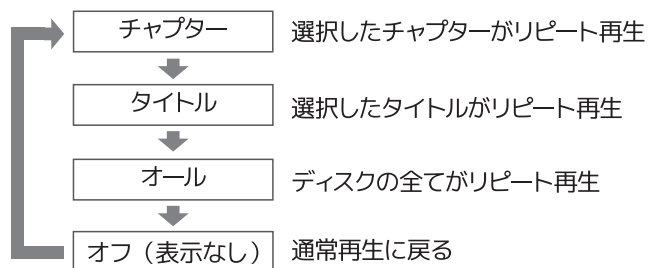 チャプター 選択したチャプターがリピート再生
タイトル 選択したタイトルがリピート再生
オール ディスクの全てがリピート再生
オフ（表示なし） 通常再生に戻る